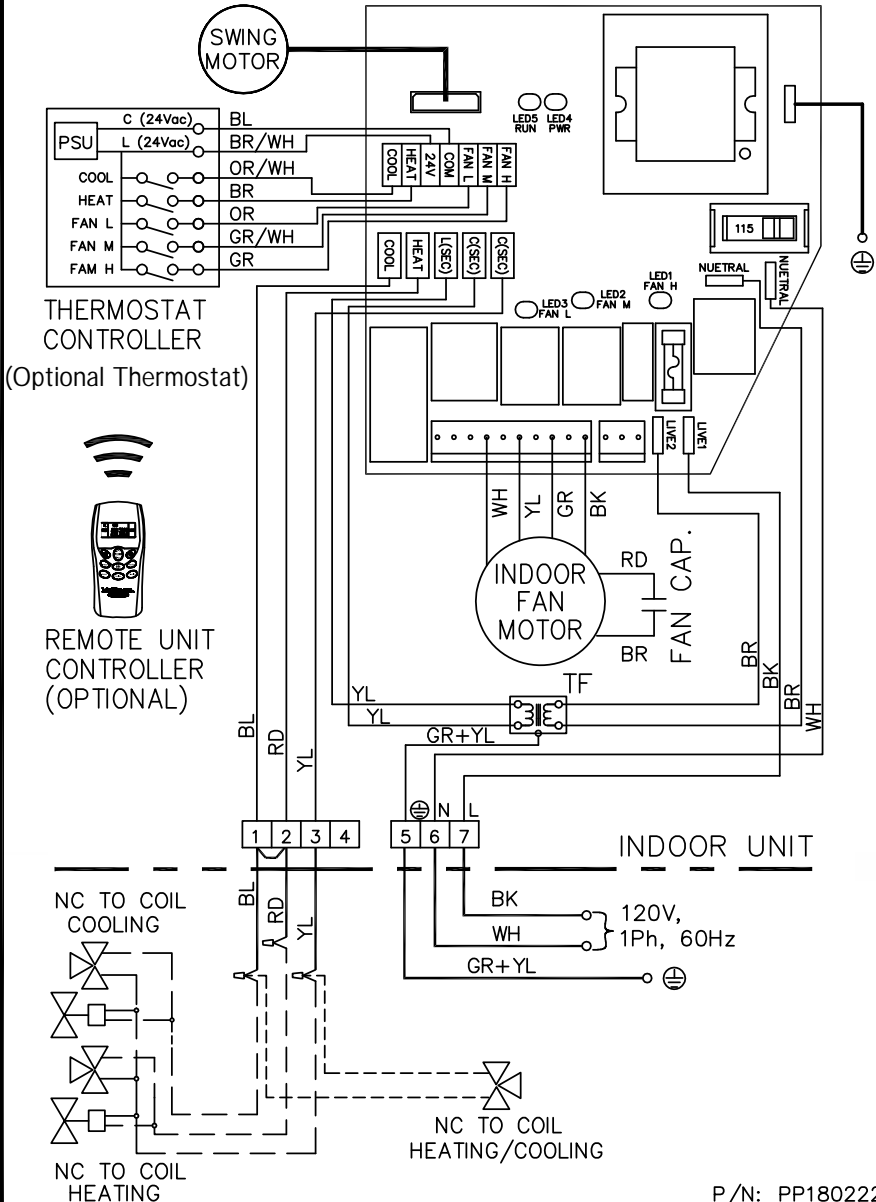 SWING
MOTOR
LED5
RUN
LED4
PWR
C (24Vac)
BL
PSU
L (24Vac)
BR/WH
OR/WH
COOL
BR
HEAT
OR
FAN L
GR/WH
FAN M
GR
FAM H
COOL
HEAT
24V
COM
FAN L
FAN M
FAN H
COOL
HEAT
L(SEC)
C(SEC)
C(SEC)
115
NUETRAL
NUETRAL
LED3
FAN L
LED2
FAN M
LED1
FAN H
THERMOSTAT
CONTROLLER
(Optional Thermostat)
LIVE2
LIVE1
WH
YL
GR
BK
INDOOR
FAN
MOTOR
RD
BR
FAN CAP.
REMOTE UNIT
CONTROLLER
(OPTIONAL)
BR
BK
BR
WH
YL
YL
TF
GR+YL
BL
RD
YL
N
L
1
2
3
4
5
6
7
INDOOR UNIT
BL
RD
YL
NC TO COIL
COOLING
BK
WH
120V,
1Ph, 60Hz
GR+YL
NC TO COIL
HEATING/COOLING
NC TO COIL
HEATING
P/N: PP180222